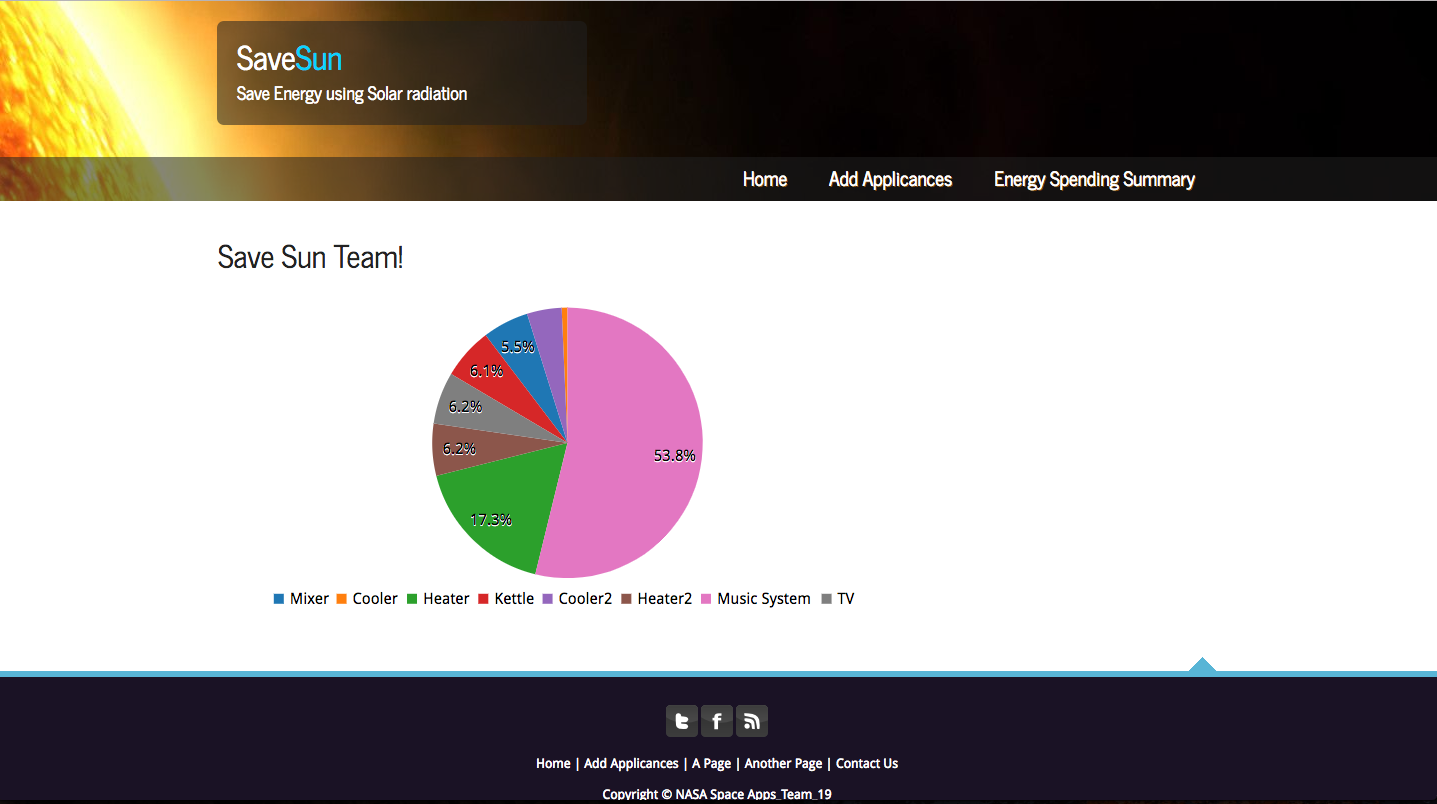 SaveSun
Save Energy using Solar radiation
Home Add Applicances Energy Spending Summary
Save Sun Team!
5.5%
6.1%
6.2%
6.2%
53.8%
17.3%
Mixer Cooler Heater Kettle Cooler2 Heater2 Music System TV
Home | Add Applicances | A Page | Another Page | Contact Us
Copyright © NASA Space Apps_Team_19